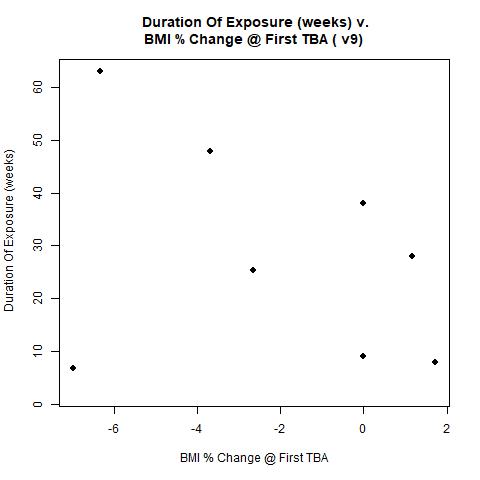 Duration Of Exposure (weeks) v.
BMI % Change @ First TBA ( v9)
Duration Of Exposure (weeks)
60
50
40
30
20
10
0
-6 -4 -2 0 2
BMI % Change @ First TBA